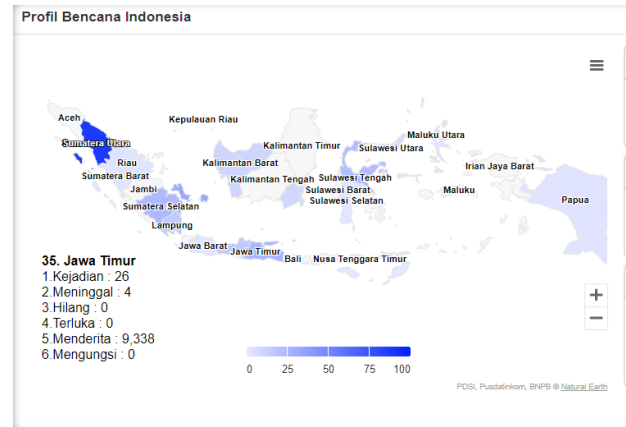 Profil Bencana Indonesia
Aceh
Kepulauan Riau
Maluku Utara
Sumatera Utara
Kalimantan Timur
Sulawesi Utara
Riau
Kalimantan Barat
Irian Jaya Barat
Sumatera Barat
Kalimantan Tengah
Sulawesi Tengah
Jambi
Sulawesi Barat
Maluku
Sumatera Selatan
Sulawesi Selatan
Papua
Lampung
Jawa Barat
Jawa Timur
Bali
Nusa Tenggara Timur
35. Jawa Timur
1.Kejadian : 26
2.Meninggal : 4
3.Hilang : 0
4.Terluka : 0
5.Menderita : 9,338
6.Mengungsi : 0
+
−
0 25 50 75 100
PDSI, Pusdatinkom, BNPB © Natural Earth